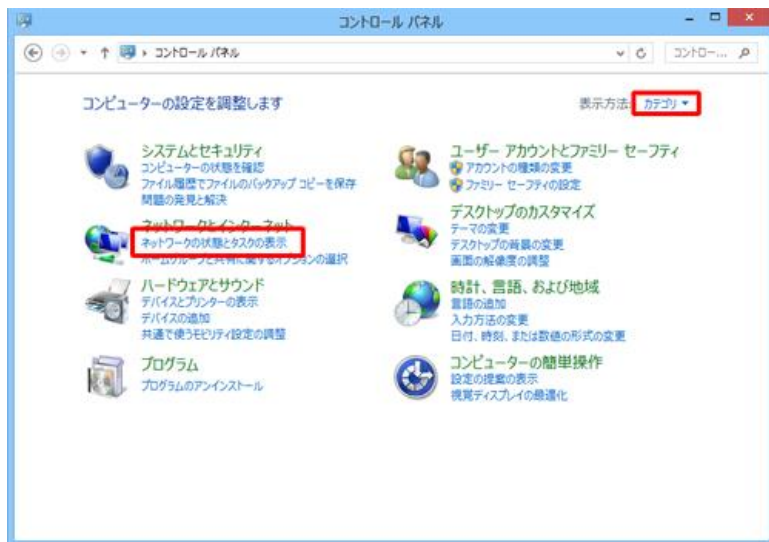 コントロール パネル
コントロール パネル
コントロー...
コンピューターの設定を調整します
表示方法: カテゴリ
システムとセキュリティ
コンピューターの状態を確認
ファイル履歴でファイルのバックアップ コピーを保存
問題の発見と解決
ネットワークとインターネット
ネットワークの状態とタスクの表示
ホームグループと共有に関するオプションの選択
ハードウェアとサウンド
デバイスとプリンターの表示
デバイスの追加
共通で使うモビリティ設定の調整
プログラム
プログラムのアンインストール
ユーザー アカウントとファミリー セーフティ
アカウントの種類の変更
ファミリー セーフティの設定
デスクトップのカスタマイズ
テーマの変更
デスクトップの背景の変更
画面の解像度の調整
時計、言語、および地域
言語の追加
入力方法の変更
日付、時刻、または数値の形式の変更
コンピューターの簡単操作
設定の提案の表示
視覚ディスプレイの最適化